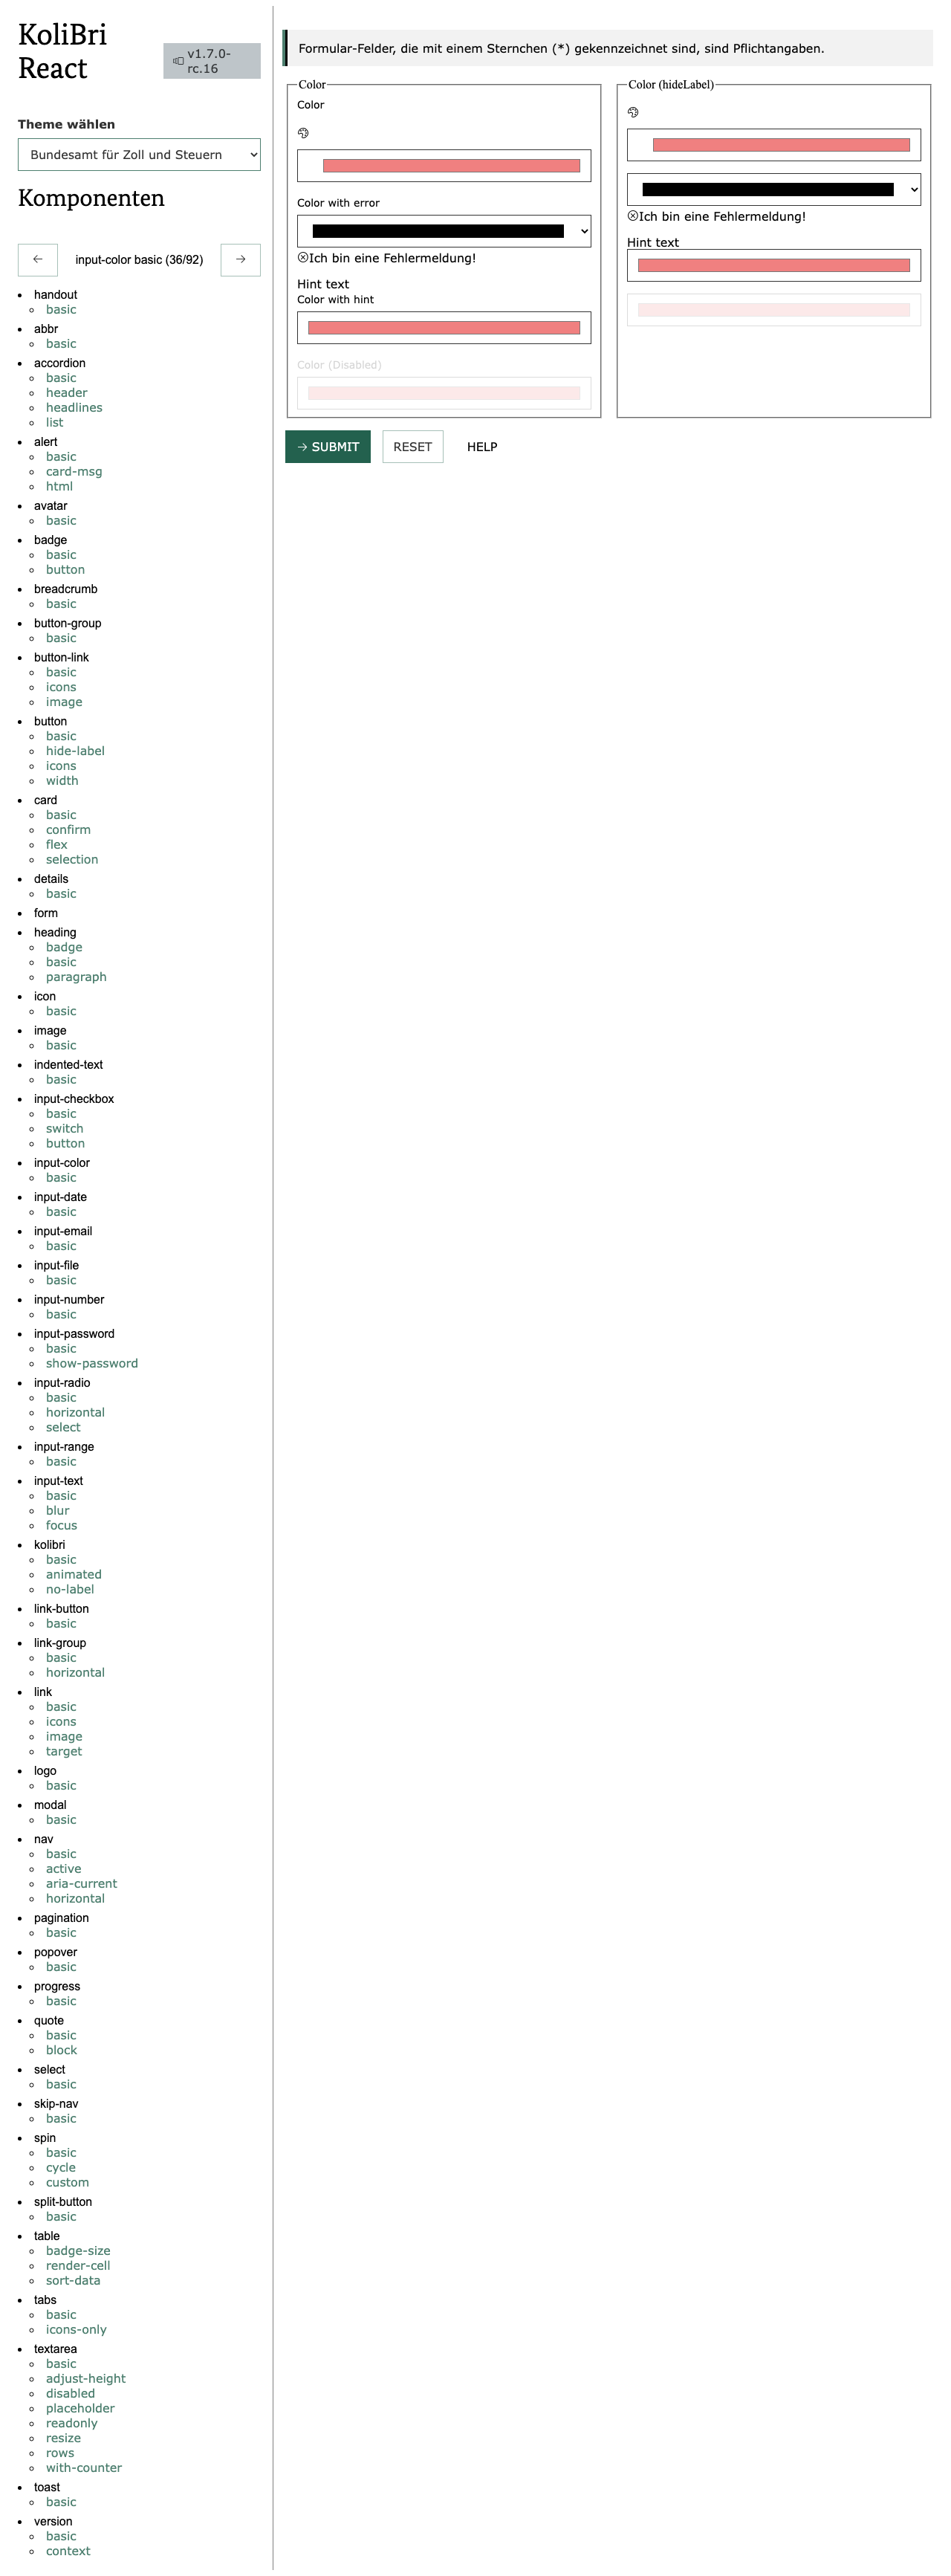 KoliBri
React
v1.7.0-
rc.16
Theme wählen
Bundesamt für Zoll und Steuern
Komponenten
input-color basic (36/92)
handout
basic
abbr
basic
accordion
basic
header
headlines
list
alert
basic
card-msg
html
avatar
basic
badge
basic
button
breadcrumb
basic
button-group
basic
button-link
basic
icons
image
button
basic
hide-label
icons
width
card
basic
confirm
flex
selection
details
basic
form
heading
badge
basic
paragraph
icon
basic
image
basic
indented-text
basic
input-checkbox
basic
switch
button
input-color
basic
input-date
basic
input-email
basic
input-file
basic
input-number
basic
input-password
basic
show-password
input-radio
basic
horizontal
select
input-range
basic
input-text
basic
blur
focus
kolibri
basic
animated
no-label
link-button
basic
link-group
basic
horizontal
link
basic
icons
image
target
logo
basic
modal
basic
nav
basic
active
aria-current
horizontal
pagination
basic
popover
basic
progress
basic
quote
basic
block
select
basic
skip-nav
basic
spin
basic
cycle
custom
split-button
basic
table
badge-size
render-cell
sort-data
tabs
basic
icons-only
textarea
basic
adjust-height
disabled
placeholder
readonly
resize
rows
with-counter
toast
basic
version
basic
context
Formular-Felder, die mit einem Sternchen (*) gekennzeichnet sind, sind Pflichtangaben.
Color
Color
Color with error
Ich bin eine Fehlermeldung!
Hint text
Color with hint
Color (Disabled)
Color (hideLabel)
Ich bin eine Fehlermeldung!
Hint text
SUBMIT
RESET
HELP